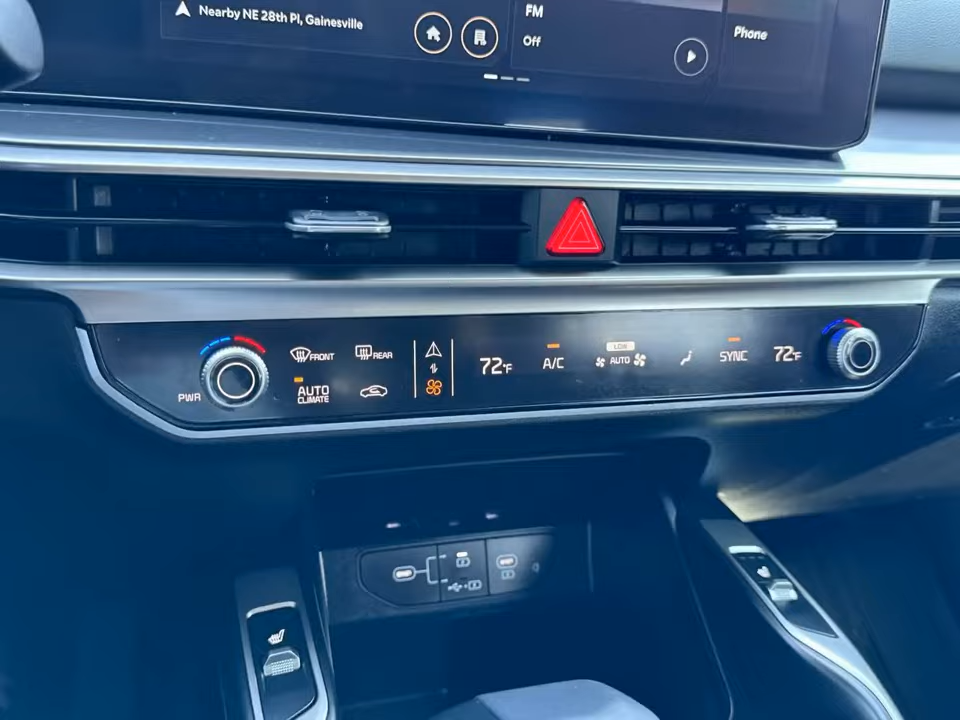 Nearby NE 28th Pl, Gainesville
FM
Off
Phone
PWR
FRONT
REAR
AUTO
CLIMATE
72°F
A/C
LOW
AUTO
SYNC
72°F